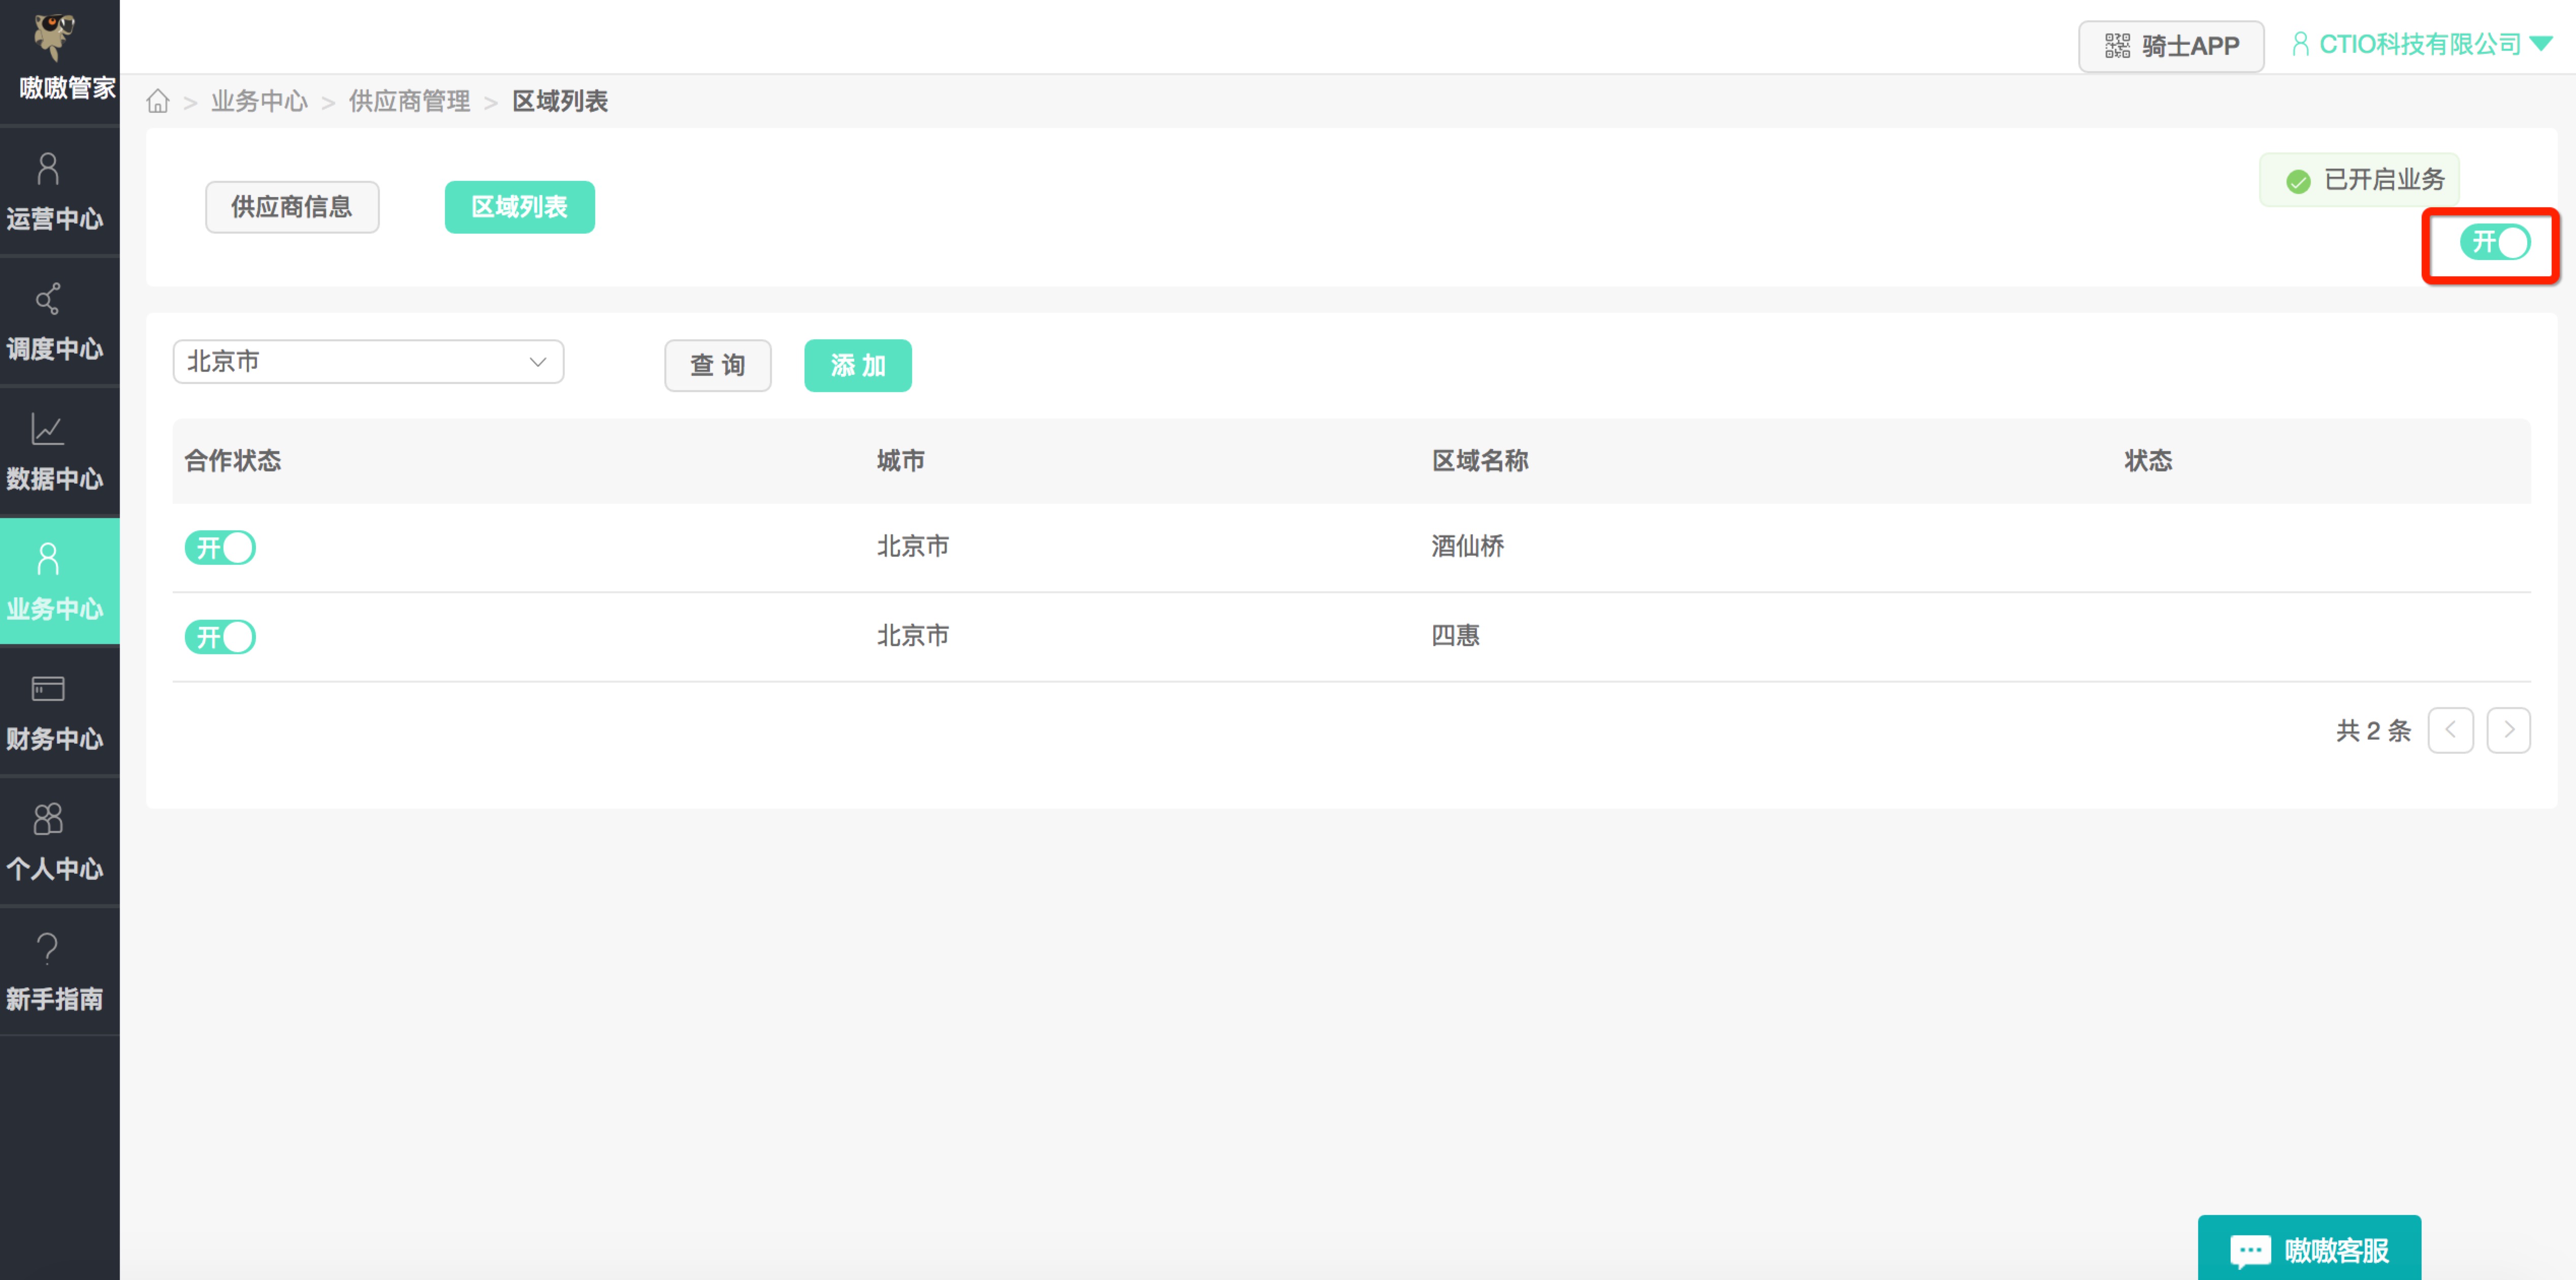 嗷嗷管家
骑士APP CTIO科技有限公司
> 业务中心 > 供应商管理 > 区域列表
运营中心
调度中心
数据中心
业务中心
财务中心
个人中心
新手指南
供应商信息 区域列表
已开启业务
开
北京市 查 询 添 加
合作状态 城市 区域名称 状态
开 北京市 酒仙桥
开 北京市 四惠
共 2 条 < >
嗷嗷客服